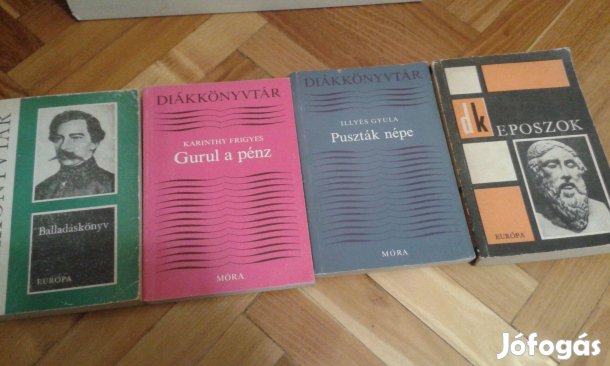 KÖNYVTÁR
Balladáskönyv
EURÓPA
DIÁKKÖNYVTÁR
KARINTHY FRIGYES
Gurul a pénz
MÓRA
DIÁKKÖNYVTÁR
ILLYÉS GYULA
Puszták népe
MÓRA
dk
EPOSZOK
EURÓPA
Jófogás